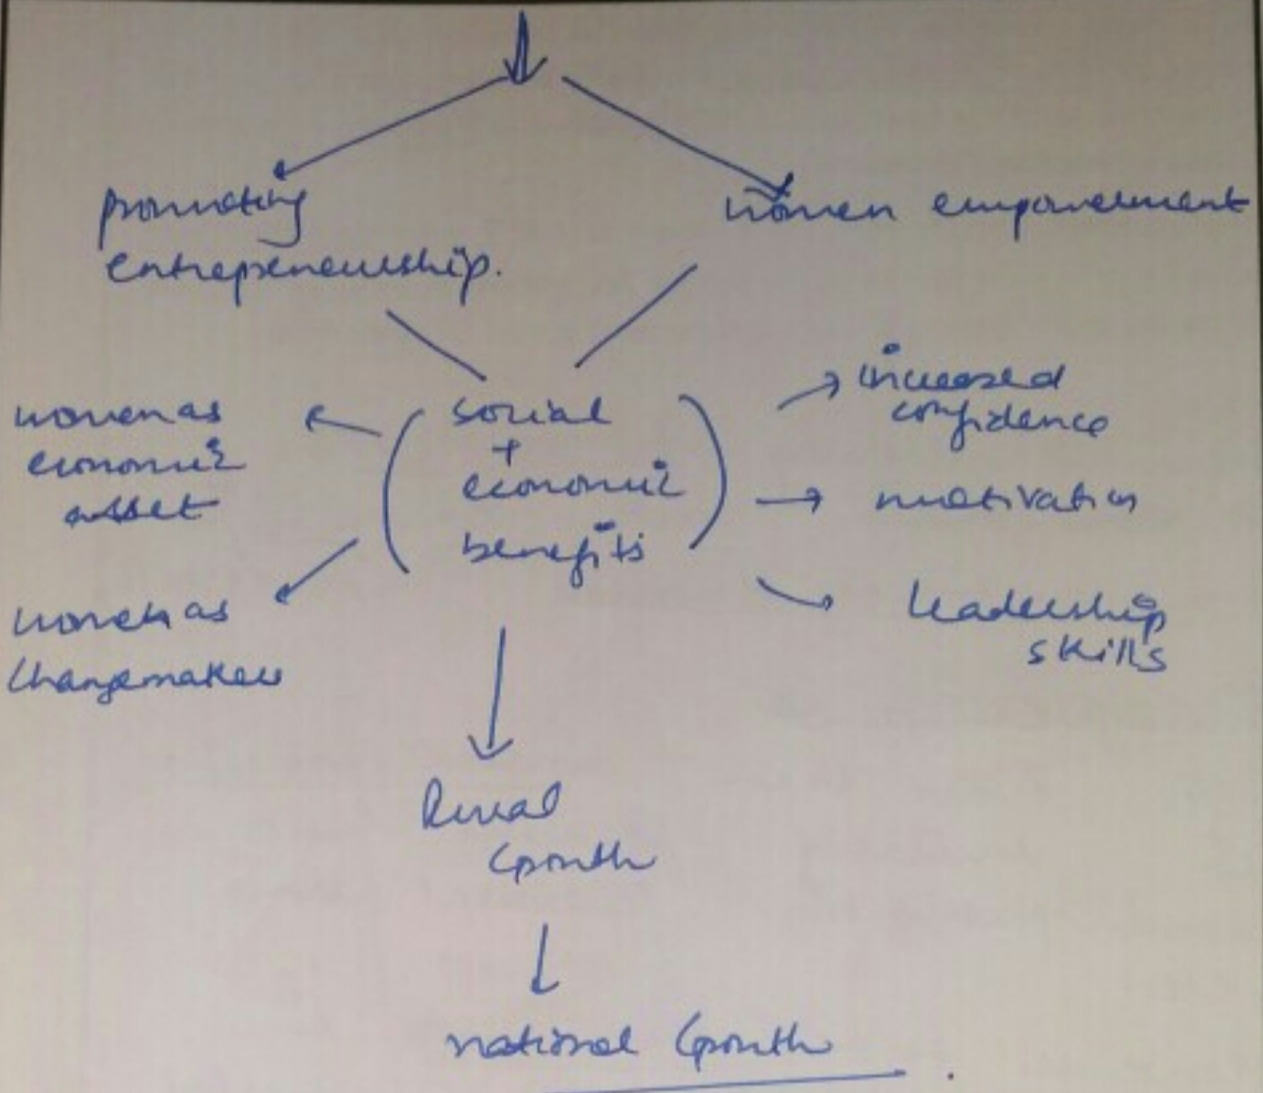 promoting
entrepreneurship.
women empowerment
social
+
economic
benefits
women as
economic
asset
women as
changemakers
increased
confidence
motivation
leadership
skills
Rural
Growth
national Growth